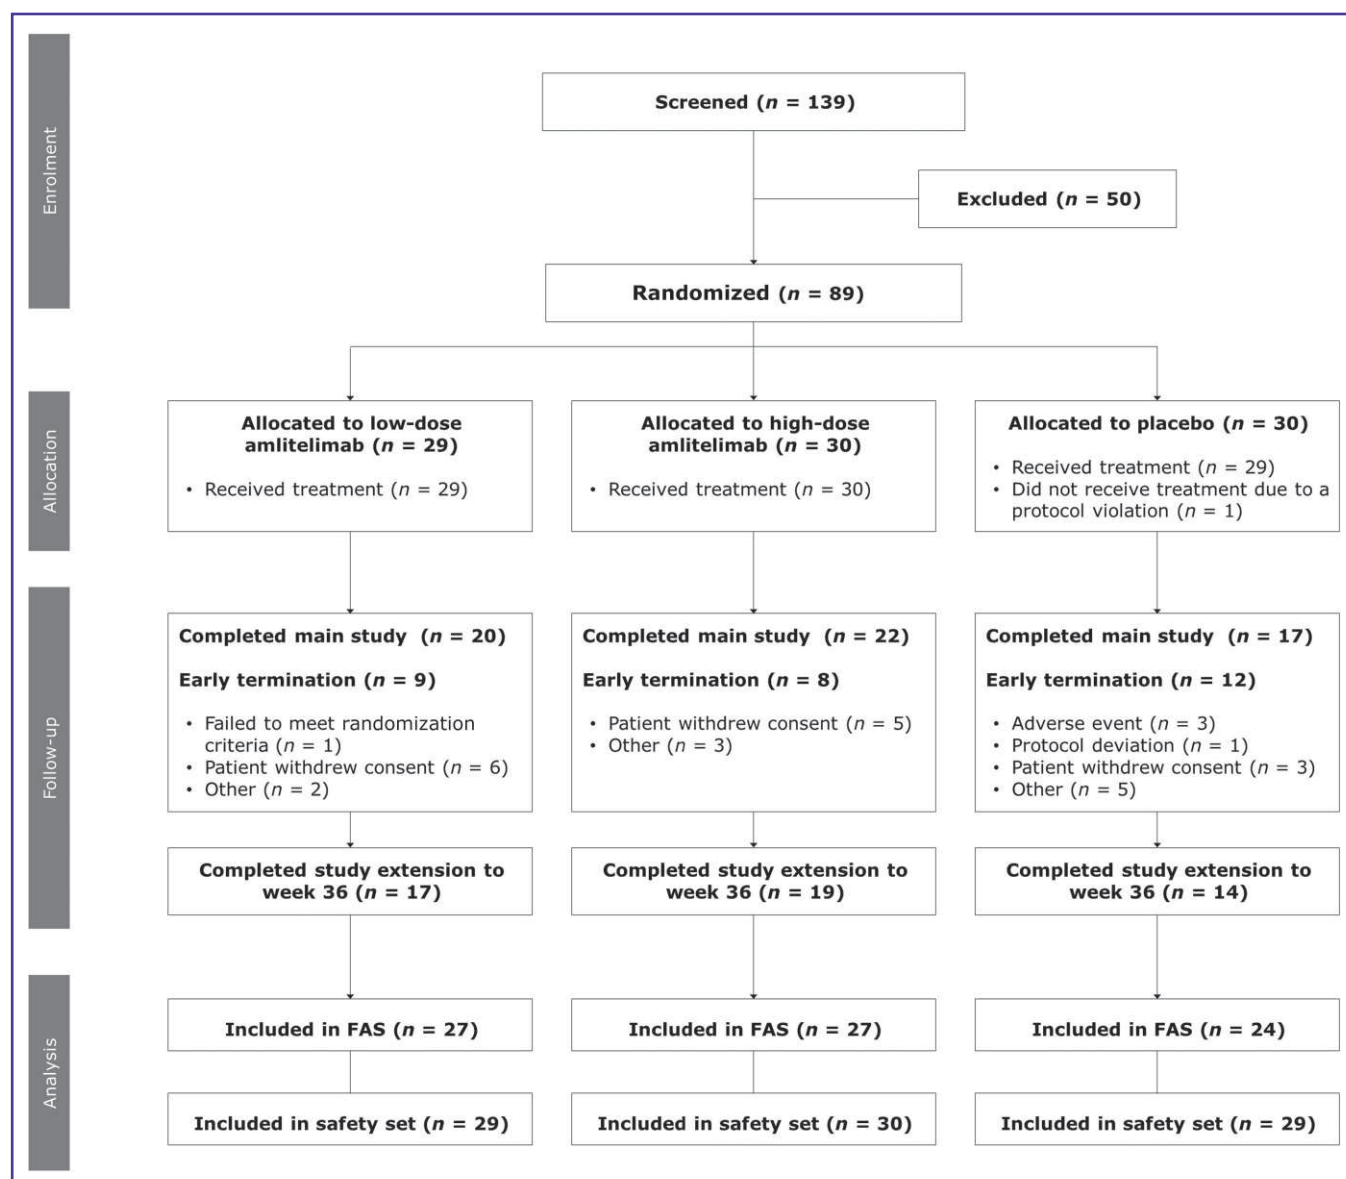 Enrolment
Screened (n = 139)
Excluded (n = 50)
Randomized (n = 89)
Allocation
Allocated to low-dose
amlitelimab (n = 29)
• Received treatment (n = 29)
Allocated to high-dose
amlitelimab (n = 30)
• Received treatment (n = 30)
Allocated to placebo (n = 30)
• Received treatment (n = 29)
• Did not receive treatment due to a
protocol violation (n = 1)
Follow-up
Completed main study (n = 20)
Early termination (n = 9)
• Failed to meet randomization
criteria (n = 1)
• Patient withdrew consent (n = 6)
• Other (n = 2)
Completed main study (n = 22)
Early termination (n = 8)
• Patient withdrew consent (n = 5)
• Other (n = 3)
Completed main study (n = 17)
Early termination (n = 12)
• Adverse event (n = 3)
• Protocol deviation (n = 1)
• Patient withdrew consent (n = 3)
• Other (n = 5)
Completed study extension to
week 36 (n = 17)
Completed study extension to
week 36 (n = 19)
Completed study extension to
week 36 (n = 14)
Analysis
Included in FAS (n = 27)
Included in FAS (n = 27)
Included in FAS (n = 24)
Included in safety set (n = 29)
Included in safety set (n = 30)
Included in safety set (n = 29)